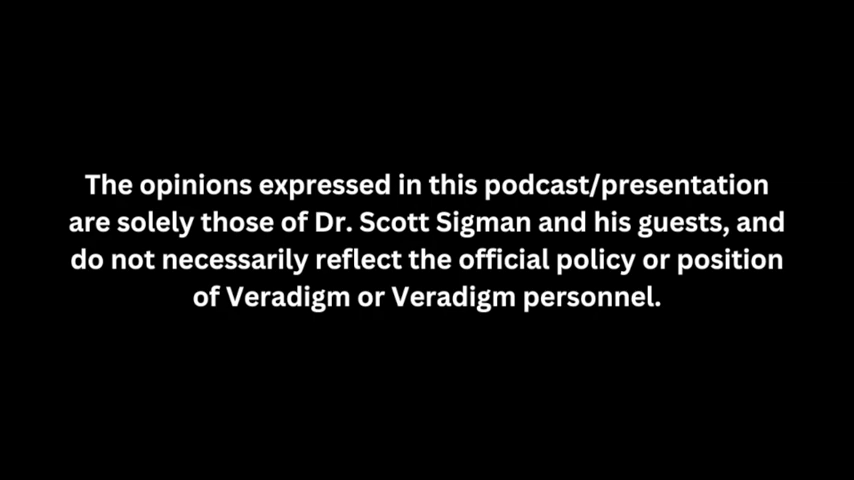 The opinions expressed in this podcast/presentation
are solely those of Dr. Scott Sigman and his guests, and
do not necessarily reflect the official policy or position
of Veradigm or Veradigm personnel.